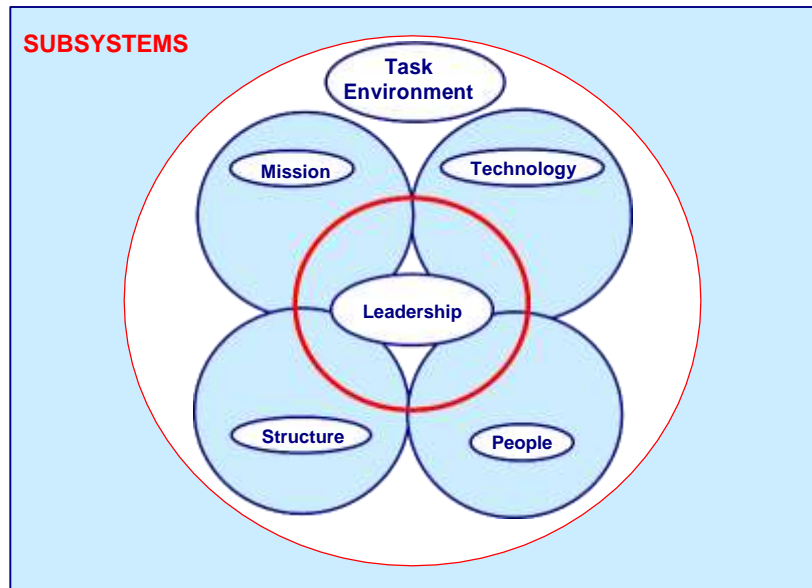 SUBSYSTEMS
Task
Environment
Mission
Technology
Leadership
Structure
People